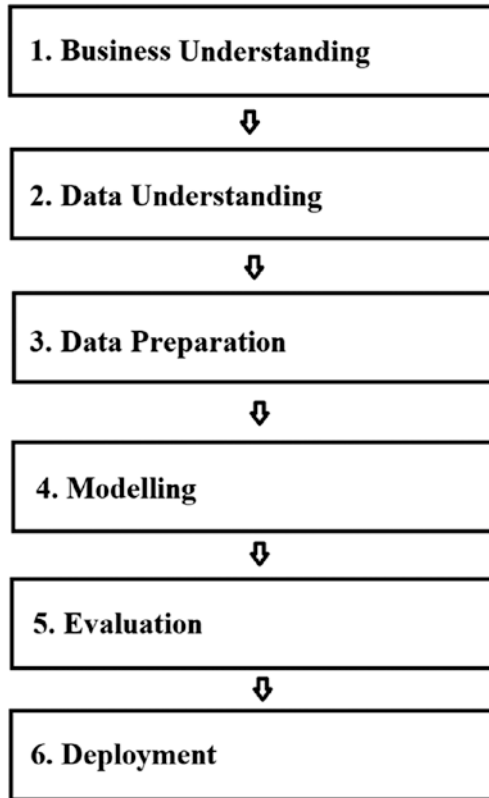 1. Business Understanding
2. Data Understanding
3. Data Preparation
4. Modelling
5. Evaluation
6. Deployment